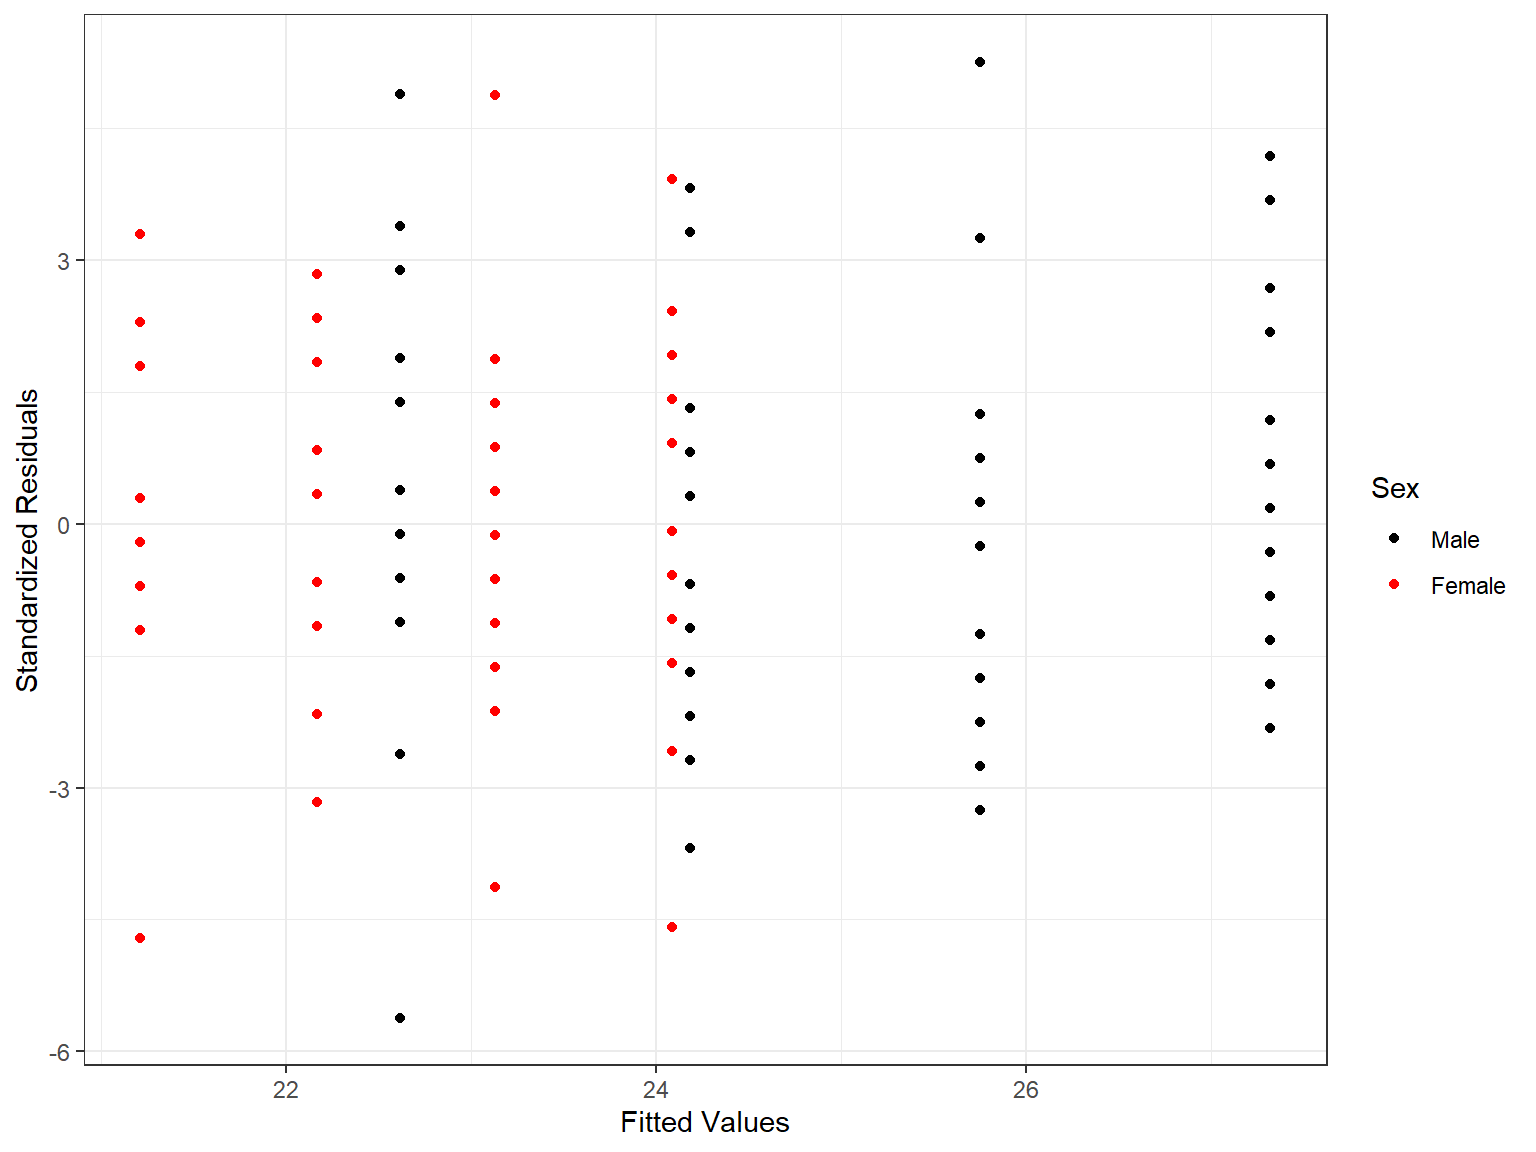 Standardized Residuals
3
0
-3
-6
22
24
26
Fitted Values
Sex
Male
Female